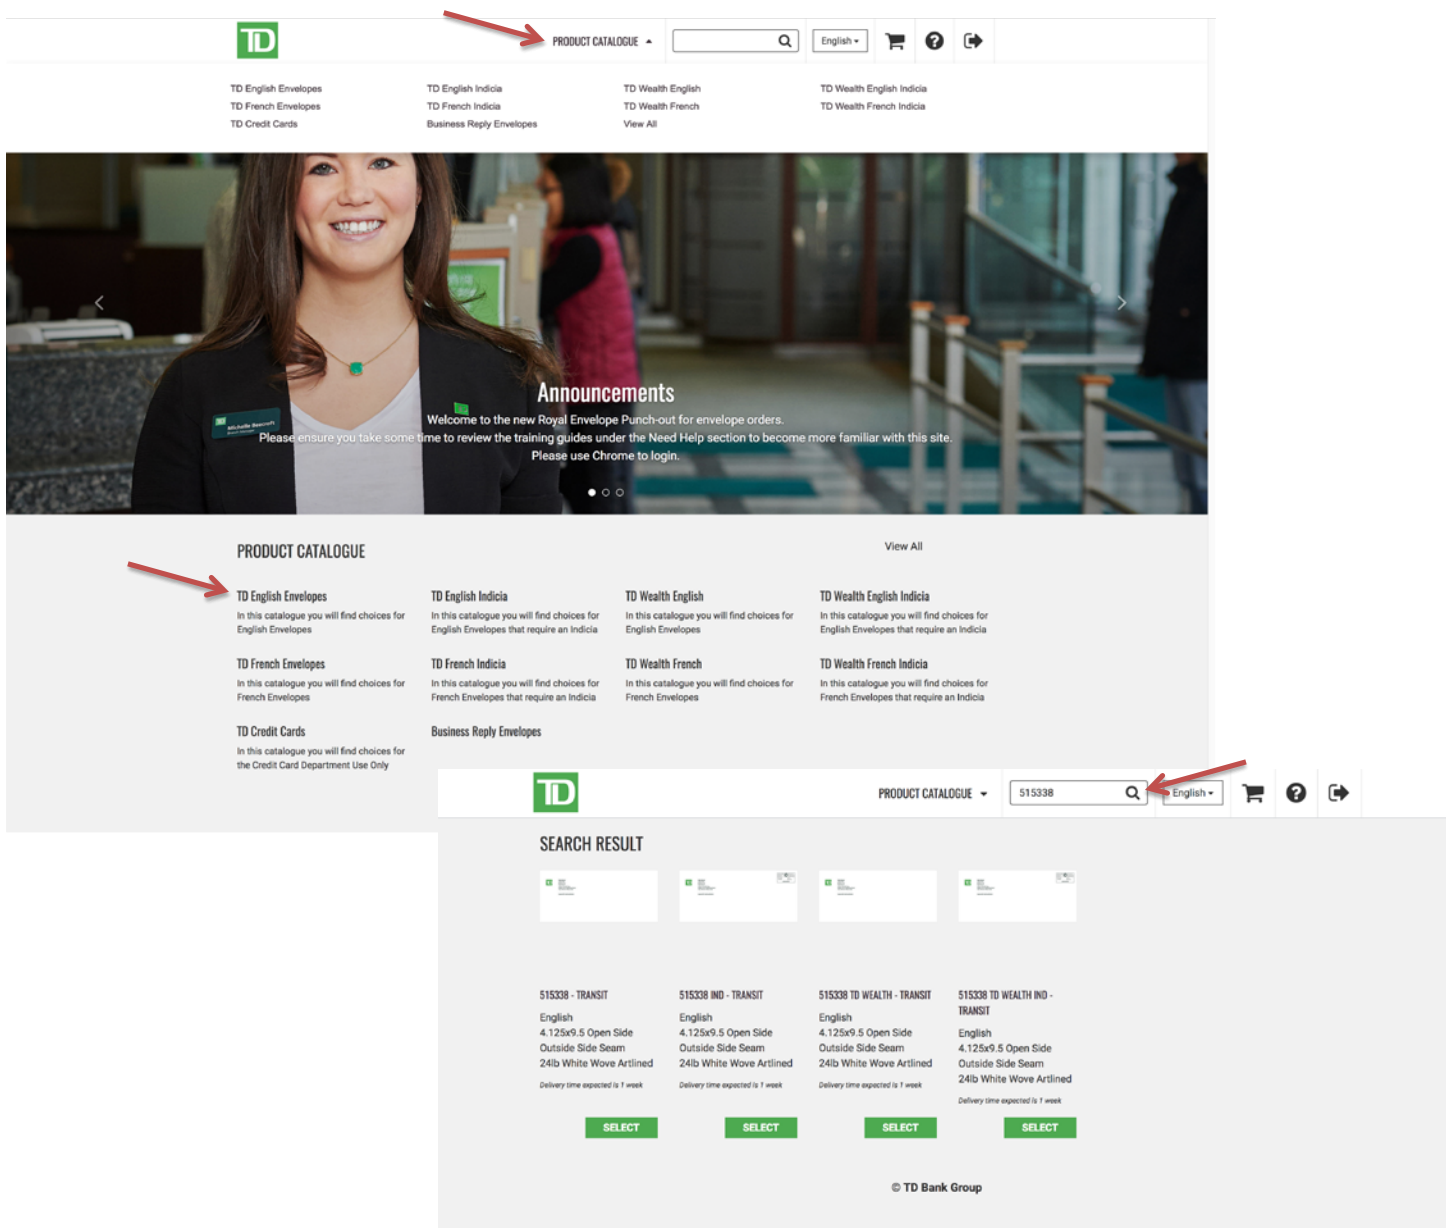 TD
PRODUCT CATALOGUE
English
TD English Envelopes
TD English Indicia
TD Wealth English
TD Wealth English Indicia
TD French Envelopes
TD French Indicia
TD Wealth French
TD Wealth French Indicia
TD Credit Cards
Business Reply Envelopes
View All
TD
Michelle
Announcements
Welcome to the new Royal Envelope Punch-out for envelope orders.
Please ensure you take some time to review the training guides under the Need Help section to become more familiar with this site.
Please use Chrome to login.
PRODUCT CATALOGUE
View All
TD English Envelopes
In this catalogue you will find choices for
English Envelopes
TD English Indicia
In this catalogue you will find choices for
English Envelopes that require an Indicia
TD Wealth English
In this catalogue you will find choices for
English Envelopes
TD Wealth English Indicia
In this catalogue you will find choices for
English Envelopes that require an Indicia
TD French Envelopes
In this catalogue you will find choices for
French Envelopes
TD French Indicia
In this catalogue you will find choices for
French Envelopes that require an Indicia
TD Wealth French
In this catalogue you will find choices for
French Envelopes
TD Wealth French Indicia
In this catalogue you will find choices for
French Envelopes that require an Indicia
TD Credit Cards
In this catalogue you will find choices for
the Credit Card Department Use Only
Business Reply Envelopes
TD
PRODUCT CATALOGUE
515338
English
SEARCH RESULT
515338 - TRANSIT
English
4.125x9.5 Open Side
Outside Side Seam
24lb White Wove Artlined
Delivery time expected is 1 week
SELECT
515338 IND - TRANSIT
English
4.125x9.5 Open Side
Outside Side Seam
24lb White Wove Artlined
Delivery time expected is 1 week
SELECT
515338 TD WEALTH - TRANSIT
English
4.125x9.5 Open Side
Outside Side Seam
24lb White Wove Artlined
Delivery time expected is 1 week
SELECT
515338 TD WEALTH IND -
TRANSIT
English
4.125x9.5 Open Side
Outside Side Seam
24lb White Wove Artlined
Delivery time expected is 1 week
SELECT
© TD Bank Group